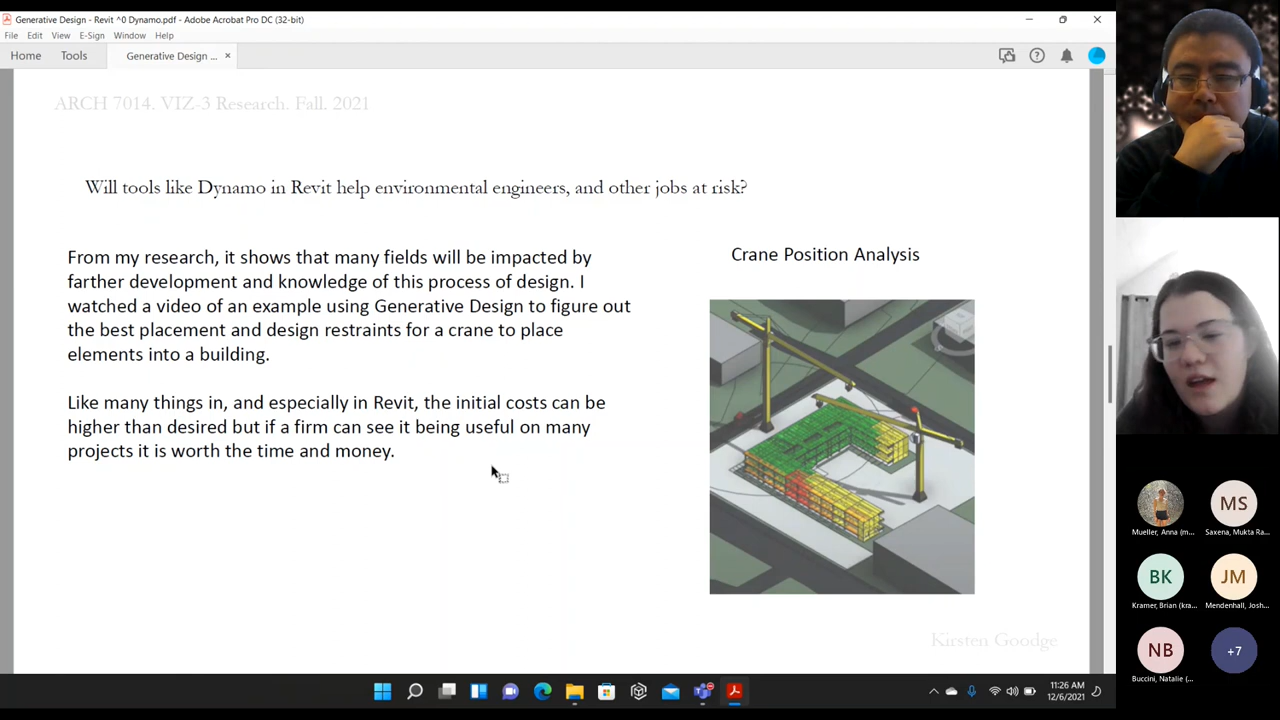 Generative Design - Revit ^0 Dynamo.pdf - Adobe Acrobat Pro DC (32-bit)
File Edit View E-Sign Window Help
Home Tools Generative Design ... ×
ARCH 7014. VIZ-3 Research. Fall. 2021
Will tools like Dynamo in Revit help environmental engineers, and other jobs at risk?
From my research, it shows that many fields will be impacted by
farther development and knowledge of this process of design. I
watched a video of an example using Generative Design to figure out
the best placement and design restraints for a crane to place
elements into a building.
Like many things in, and especially in Revit, the initial costs can be
higher than desired but if a firm can see it being useful on many
projects it is worth the time and money.
Crane Position Analysis
Kirsten Goodge
MS
Mueller, Anna (m...
Saxena, Mukta Ra...
BK
JM
Kramer, Brian (kra...
Mendenhall, Josh...
NB
+7
Buccini, Natalie (...
11:26 AM
12/6/2021